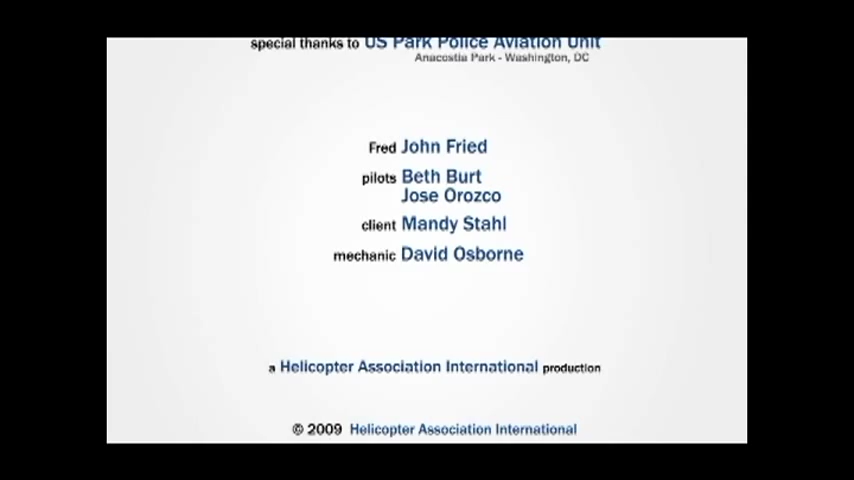 special thanks to US Park Police Aviation Unit
Anacostia Park - Washington, DC
Fred John Fried
pilots Beth Burt
Jose Orozco
client Mandy Stahl
mechanic David Osborne
a Helicopter Association International production
© 2009 Helicopter Association International